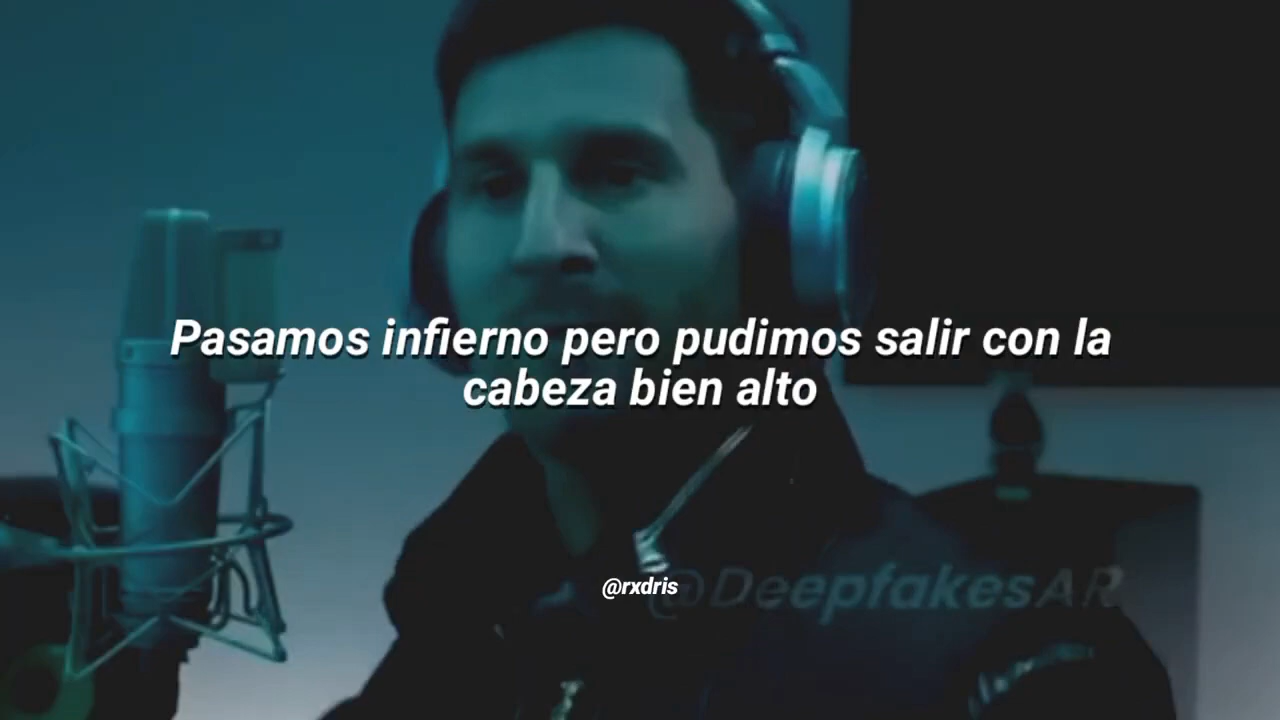 Pasamos infierno pero pudimos salir con la
cabeza bien alto
@rxdris
@DeepfakesAR